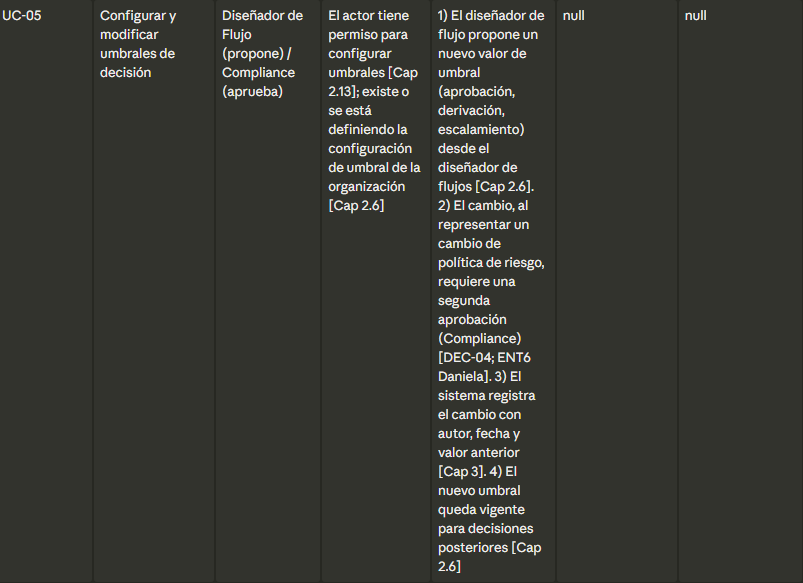 UC-05
Configurar y
modificar
umbrales de
decisión
Diseñador de
Flujo
(propone) /
Compliance
(aprueba)
El actor tiene
permiso para
configurar
umbrales [Cap
2.13]; existe o
se está
definiendo la
configuración
de umbral de la
organización
[Cap 2.6]
1) El diseñador de
flujo propone un
nuevo valor de
umbral
(aprobación,
derivación,
escalamiento)
desde el
diseñador de
flujos [Cap 2.6].
2) El cambio, al
representar un
cambio de
política de riesgo,
requiere una
segunda
aprobación
(Compliance)
[DEC-04; ENT6
Daniela]. 3) El
sistema registra
el cambio con
autor, fecha y
valor anterior
[Cap 3]. 4) El
nuevo umbral
queda vigente
para decisiones
posteriores [Cap
2.6]
null
null